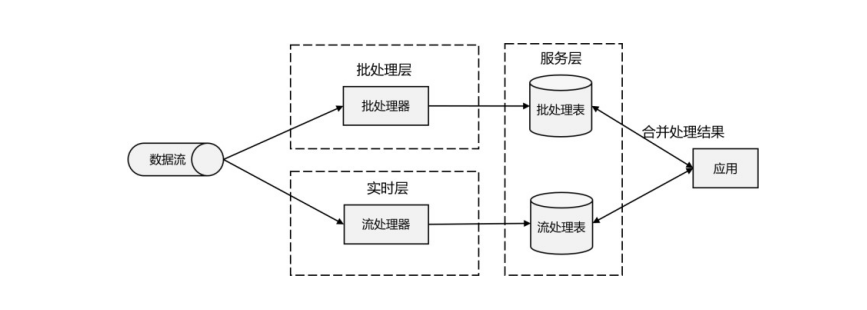 数据流
批处理层
批处理器
实时层
流处理器
服务层
批处理表
流处理表
合并处理结果
应用